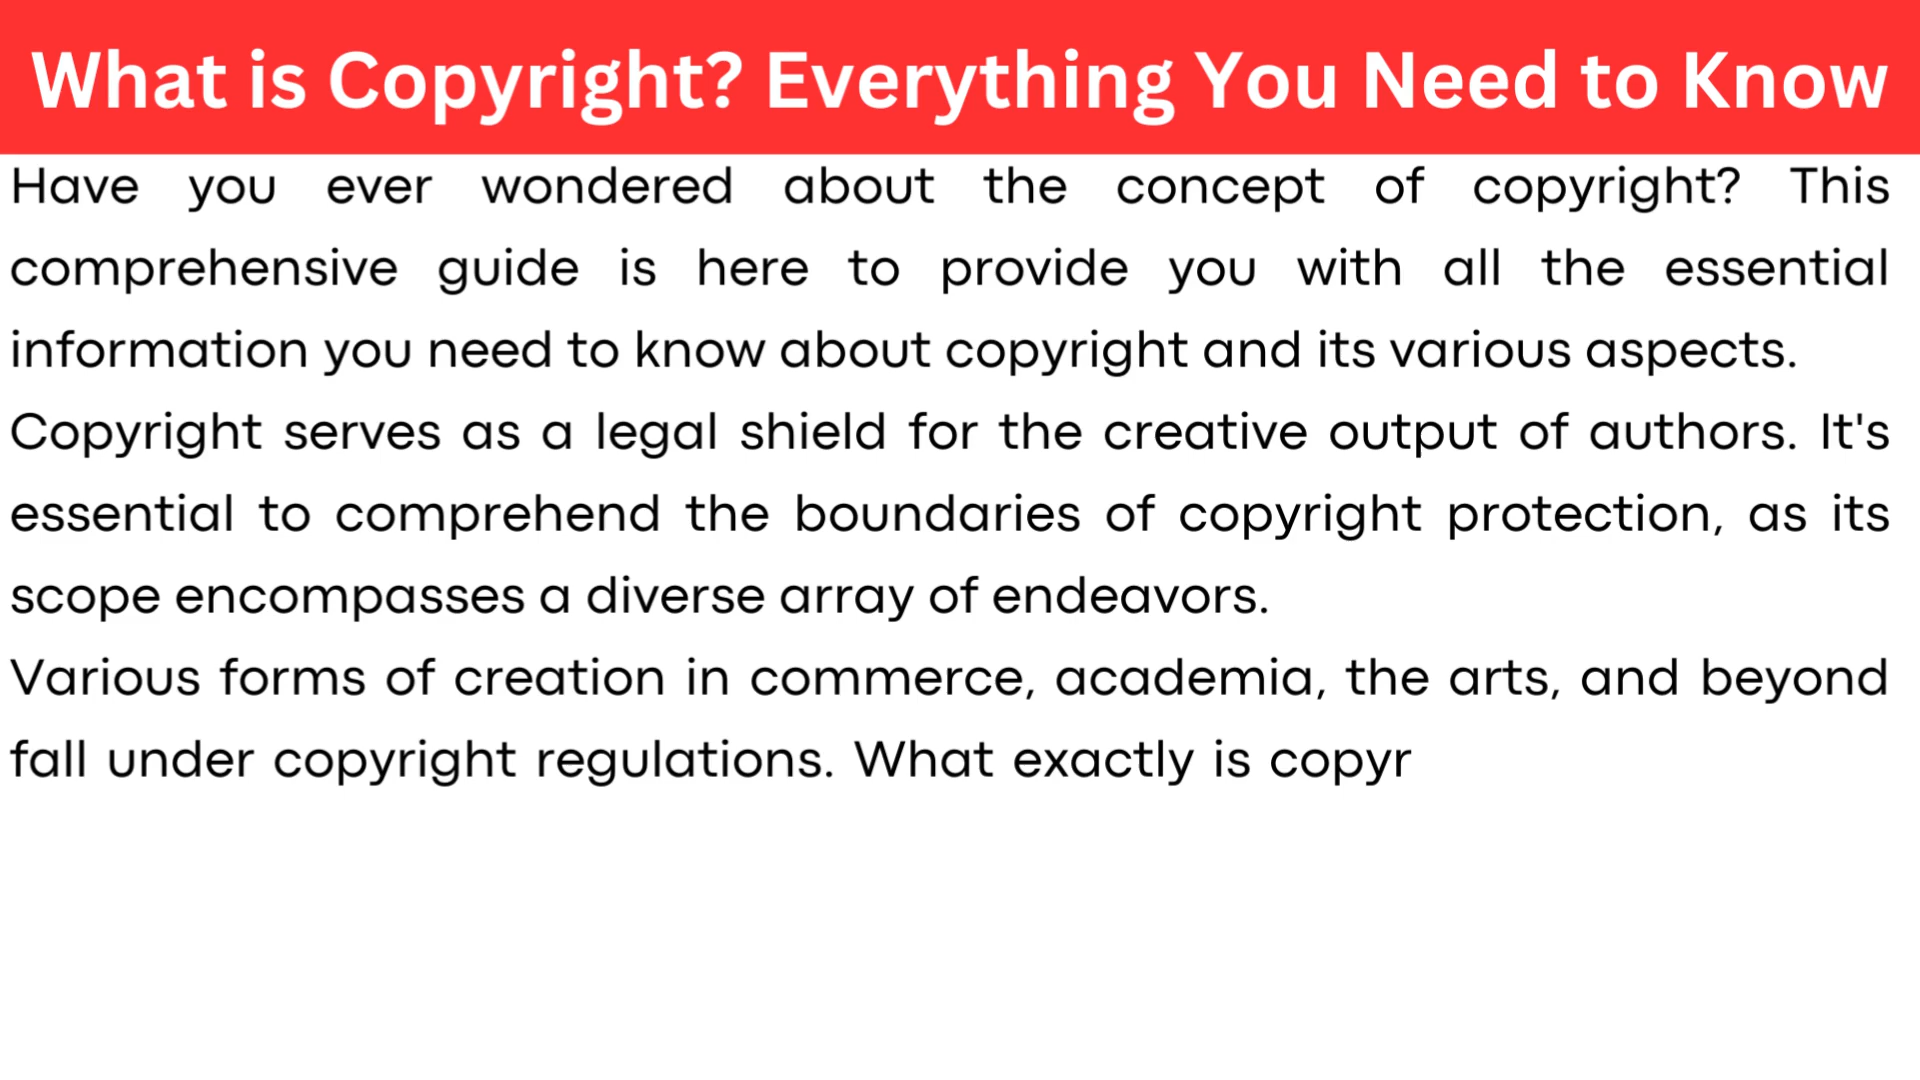 What is Copyright? Everything You Need to Know
Have you ever wondered about the concept of copyright? This
comprehensive guide is here to provide you with all the essential
information you need to know about copyright and its various aspects.
Copyright serves as a legal shield for the creative output of authors. It's
essential to comprehend the boundaries of copyright protection, as its
scope encompasses a diverse array of endeavors.
Various forms of creation in commerce, academia, the arts, and beyond
fall under copyright regulations. What exactly is copyr